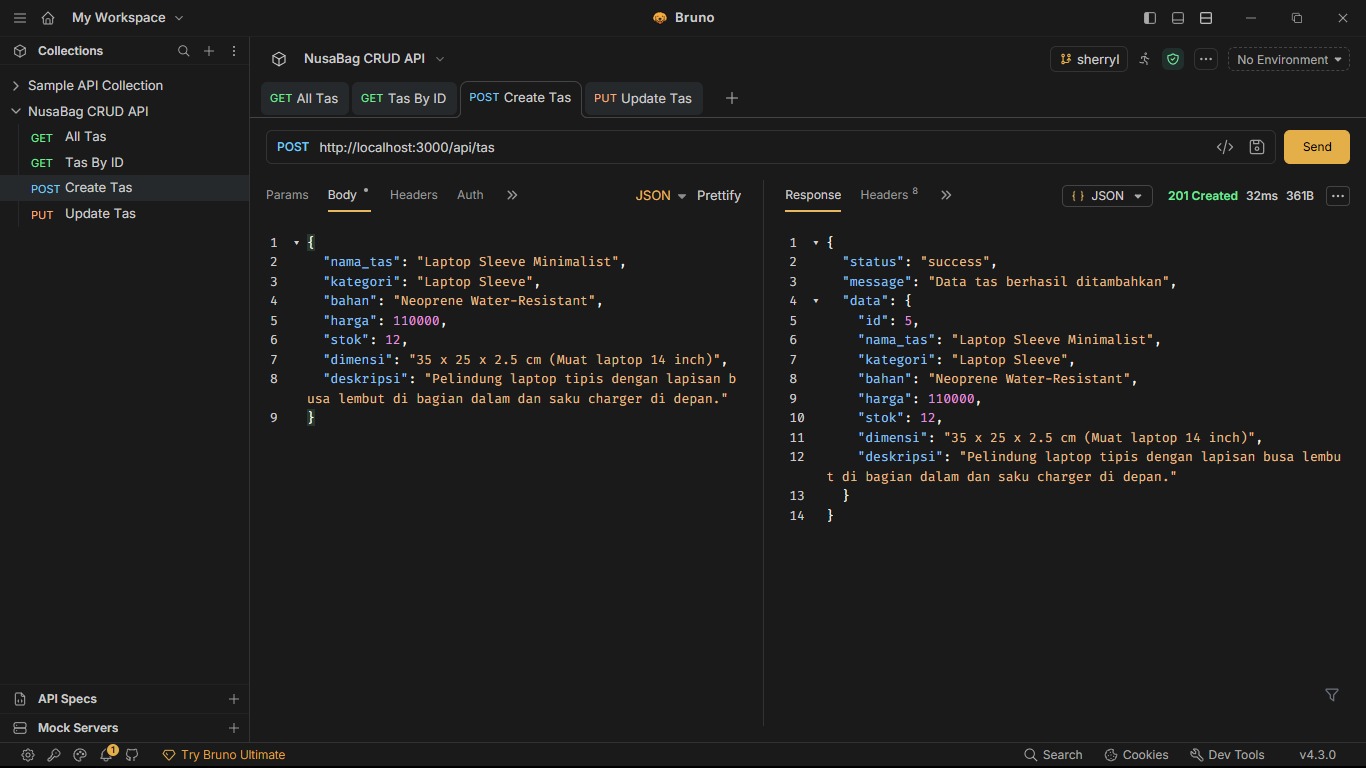 My Workspace
Bruno
Collections
NusaBag CRUD API
sherryl
No Environment
Sample API Collection
NusaBag CRUD API
GET All Tas
GET Tas By ID
POST Create Tas
PUT Update Tas
GET All Tas
GET Tas By ID
POST Create Tas
PUT Update Tas
POST http://localhost:3000/api/tas
Send
Params Body Headers Auth
JSON Prettify
1 {
2 "nama_tas": "Laptop Sleeve Minimalist",
3 "kategori": "Laptop Sleeve",
4 "bahan": "Neoprene Water-Resistant",
5 "harga": 110000,
6 "stok": 12,
7 "dimensi": "35 x 25 x 2.5 cm (Muat laptop 14 inch)",
8 "deskripsi": "Pelindung laptop tipis dengan lapisan b
usa lembut di bagian dalam dan saku charger di depan."
9 }
Response Headers 8
{ } JSON
201 Created 32ms 361B
1 {
2 "status": "success",
3 "message": "Data tas berhasil ditambahkan",
4 "data": {
5 "id": 5,
6 "nama_tas": "Laptop Sleeve Minimalist",
7 "kategori": "Laptop Sleeve",
8 "bahan": "Neoprene Water-Resistant",
9 "harga": 110000,
10 "stok": 12,
11 "dimensi": "35 x 25 x 2.5 cm (Muat laptop 14 inch)",
12 "deskripsi": "Pelindung laptop tipis dengan lapisan busa lembu
t di bagian dalam dan saku charger di depan."
13 }
14 }
API Specs
Mock Servers
1
Try Bruno Ultimate
Search
Cookies
Dev Tools
v4.3.0